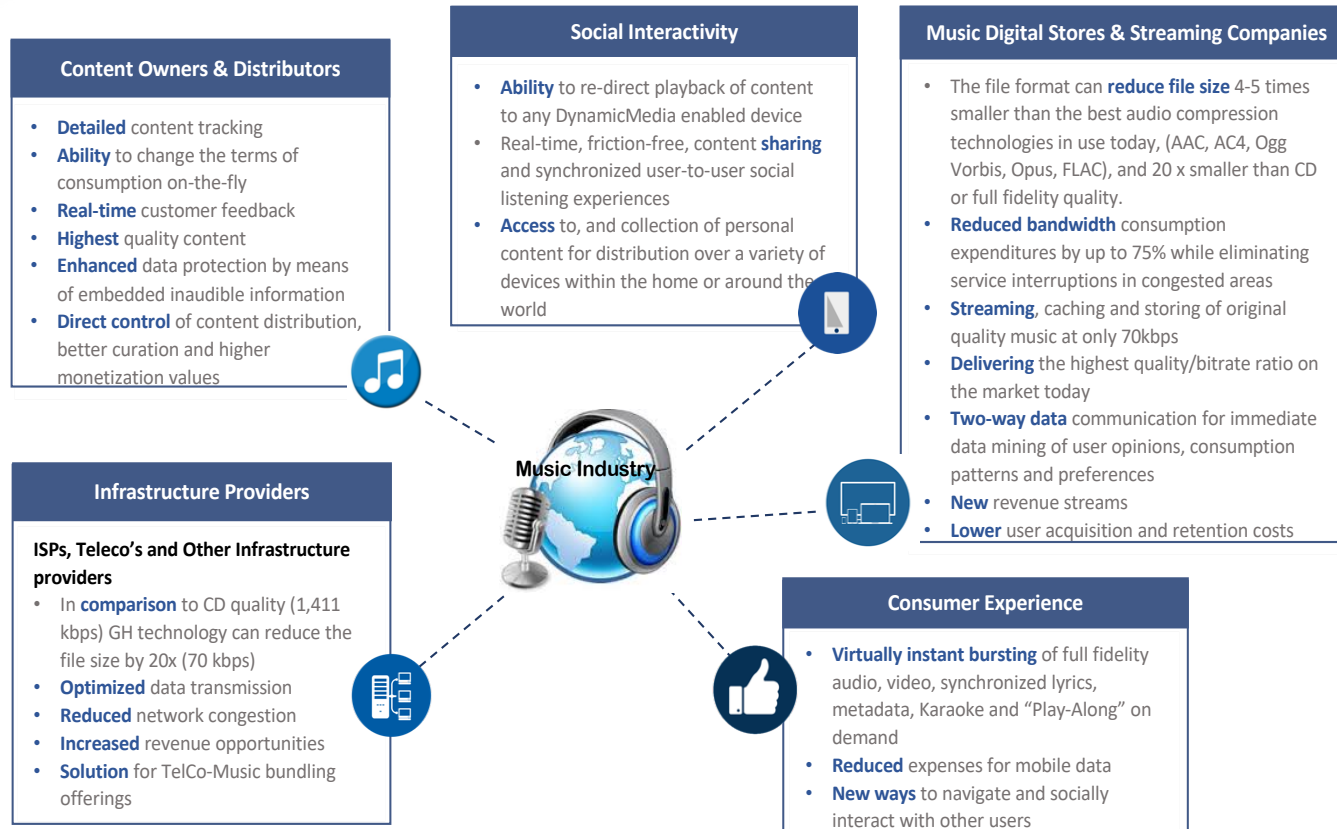 Content Owners & Distributors
• Detailed content tracking
• Ability to change the terms of
consumption on-the-fly
• Real-time customer feedback
• Highest quality content
• Enhanced data protection by means
of embedded inaudible information
• Direct control of content distribution,
better curation and higher
monetization values
Social Interactivity
• Ability to re-direct playback of content
to any DynamicMedia enabled device
• Real-time, friction-free, content sharing
and synchronized user-to-user social
listening experiences
• Access to, and collection of personal
content for distribution over a variety of
devices within the home or around the
world
Music Digital Stores & Streaming Companies
• The file format can reduce file size 4-5 times
smaller than the best audio compression
technologies in use today, (AAC, AC4, Ogg
Vorbis, Opus, FLAC), and 20 x smaller than CD
or full fidelity quality.
• Reduced bandwidth consumption
expenditures by up to 75% while eliminating
service interruptions in congested areas
• Streaming, caching and storing of original
quality music at only 70kbps
• Delivering the highest quality/bitrate ratio on
the market today
• Two-way data communication for immediate
data mining of user opinions, consumption
patterns and preferences
• New revenue streams
• Lower user acquisition and retention costs
Music Industry
Infrastructure Providers
ISPs, Teleco’s and Other Infrastructure
providers
• In comparison to CD quality (1,411
kbps) GH technology can reduce the
file size by 20x (70 kbps)
• Optimized data transmission
• Reduced network congestion
• Increased revenue opportunities
• Solution for TelCo-Music bundling
offerings
Consumer Experience
• Virtually instant bursting of full fidelity
audio, video, synchronized lyrics,
metadata, Karaoke and “Play-Along” on
demand
• Reduced expenses for mobile data
• New ways to navigate and socially
interact with other users